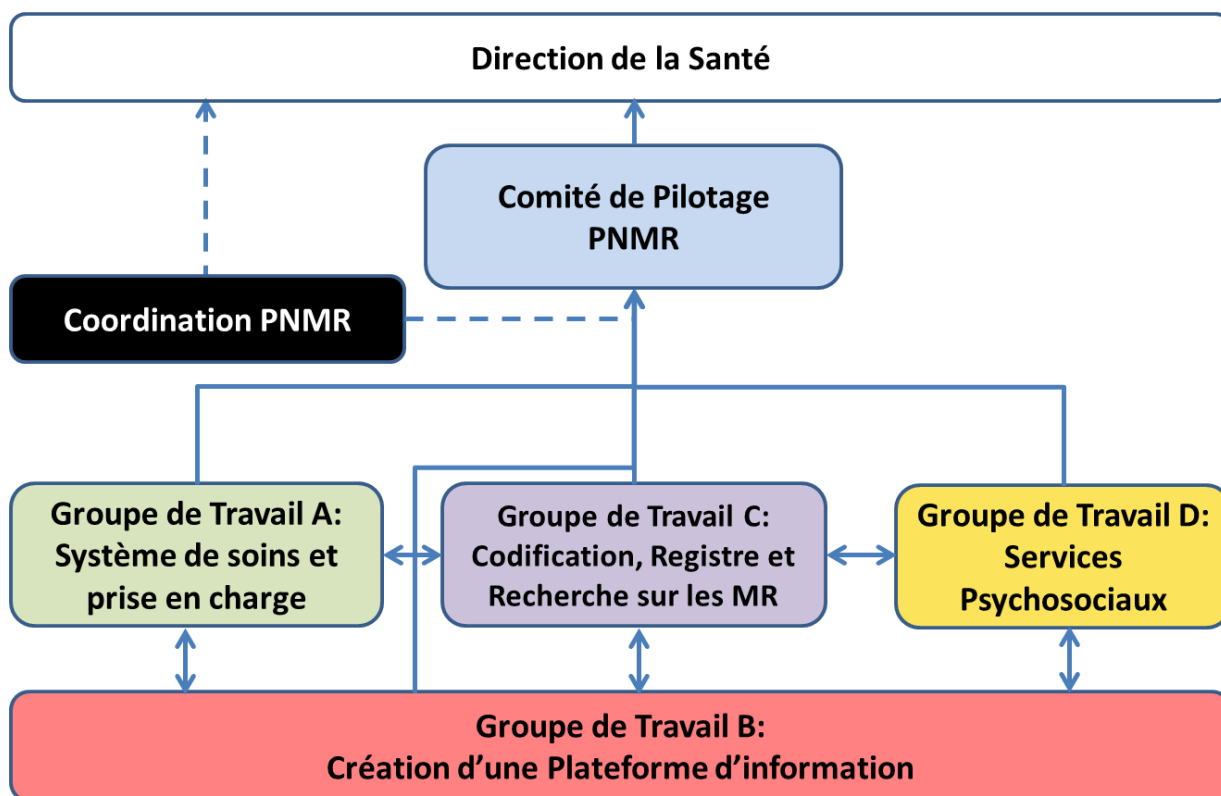 Direction de la Santé
Comité de Pilotage
PNMR
Coordination PNMR
Groupe de Travail A:
Système de soins et
prise en charge
Groupe de Travail C:
Codification, Registre et
Recherche sur les MR
Groupe de Travail D:
Services
Psychosociaux
Groupe de Travail B:
Création d’une Plateforme d’information